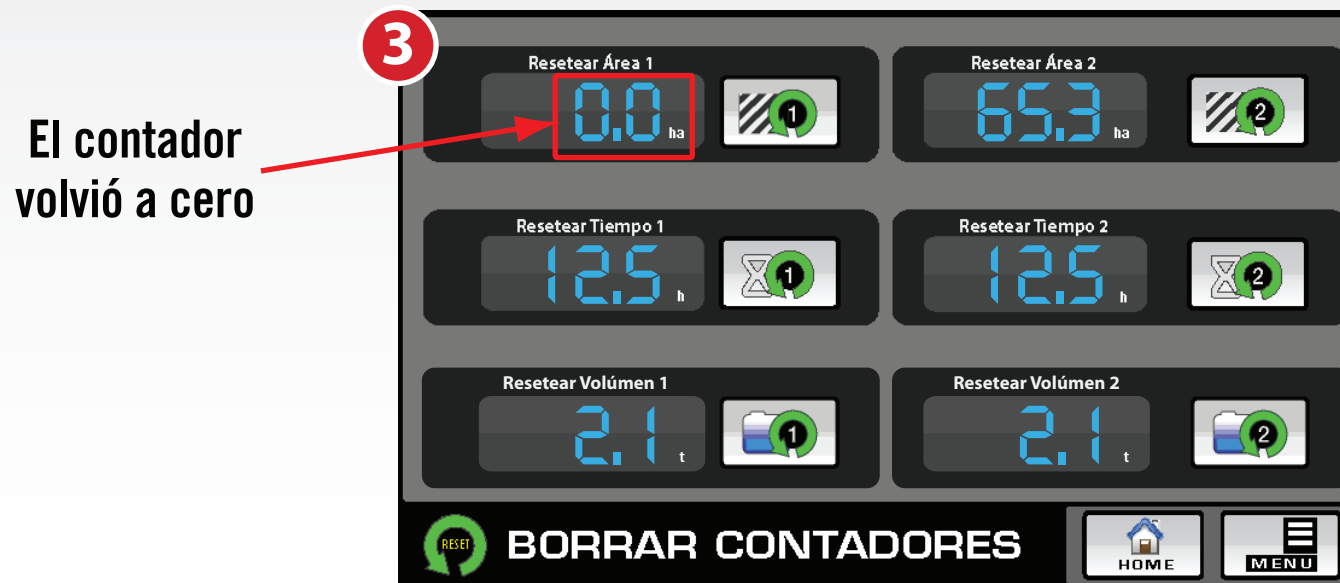 3
El contador
volvió a cero
Resetear Área 1
0.0 ha
1
Resetear Área 2
65.3 ha
2
Resetear Tiempo 1
12.5 h
1
Resetear Tiempo 2
12.5 h
2
Resetear Volúmen 1
2.1 t
1
Resetear Volúmen 2
2.1 t
2
RESET
BORRAR CONTADORES
HOME
MENU